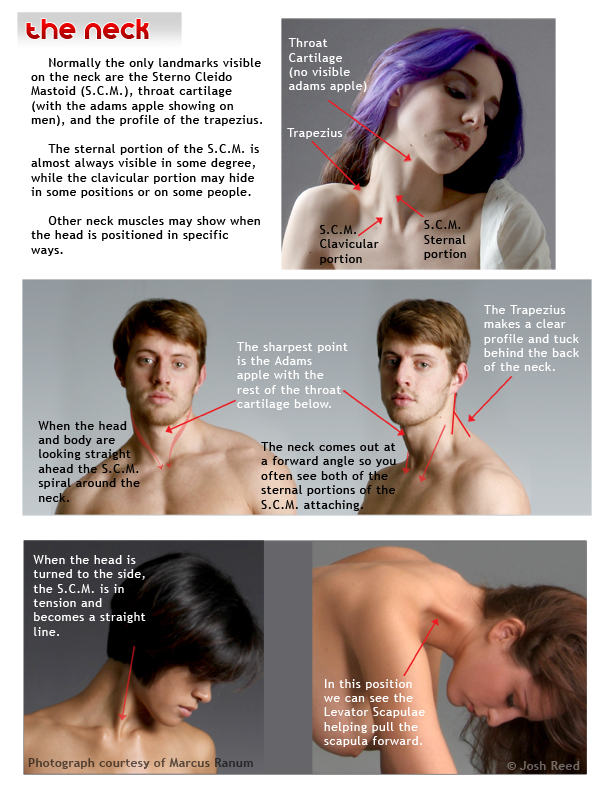 the neck
Normally the only landmarks visible
on the neck are the Sterno Cleido
Mastoid (S.C.M.), throat cartilage
(with the adams apple showing on
men), and the profile of the trapezius.
The sternal portion of the S.C.M. is
almost always visible in some degree,
while the clavicular portion may hide
in some positions or on some people.
Other neck muscles may show when
the head is positioned in specific
ways.
Throat
Cartilage
(no visible
adams apple)
Trapezius
S.C.M.
Clavicular
portion
S.C.M.
Sternal
portion
When the head
and body are
looking straight
ahead the S.C.M.
spiral around the
neck.
The sharpest point
is the Adams
apple with the
rest of the throat
cartilage below.
The neck comes out at
a forward angle so you
often see both of the
sternal portions of the
S.C.M. attaching.
The Trapezius
makes a clear
profile and tuck
behind the back
of the neck.
When the head is
turned to the side,
the S.C.M. is in
tension and
becomes a straight
line.
Photograph courtesy of Marcus Ranum
In this position
we can see the
Levator Scapulae
helping pull the
scapula forward.
© Josh Reed